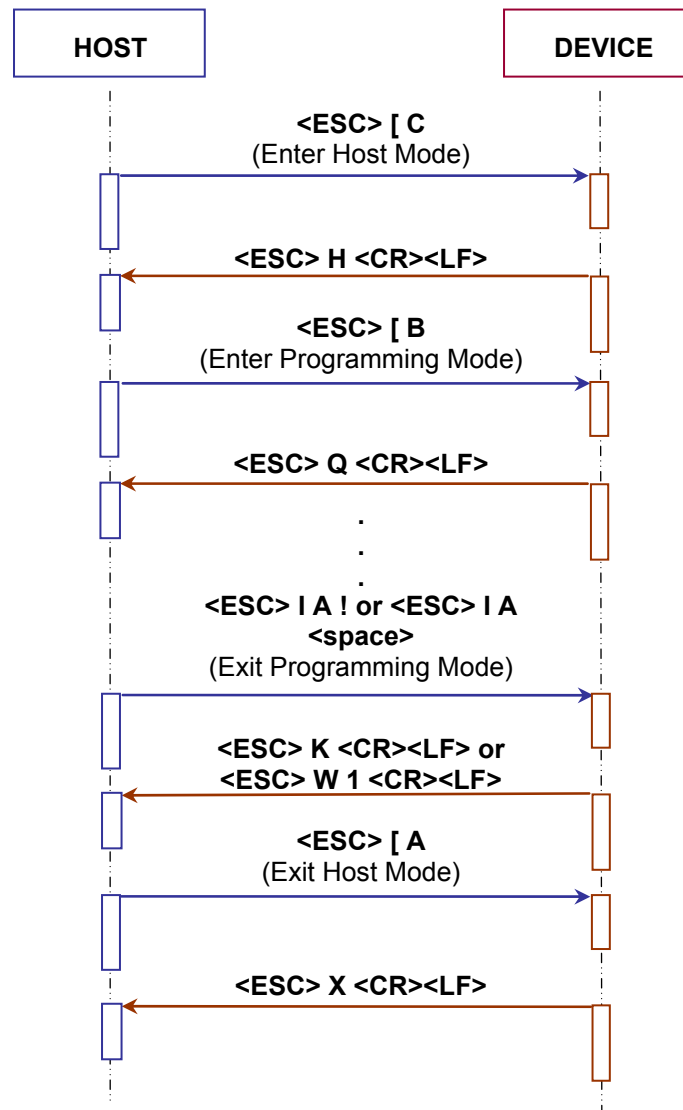 HOST
DEVICE
<ESC> [ C
(Enter Host Mode)
<ESC> H <CR><LF>
<ESC> [ B
(Enter Programming Mode)
<ESC> Q <CR><LF>
.
.
.
<ESC> I A ! or <ESC> I A
<space>
(Exit Programming Mode)
<ESC> K <CR><LF> or
<ESC> W 1 <CR><LF>
<ESC> [ A
(Exit Host Mode)
<ESC> X <CR><LF>